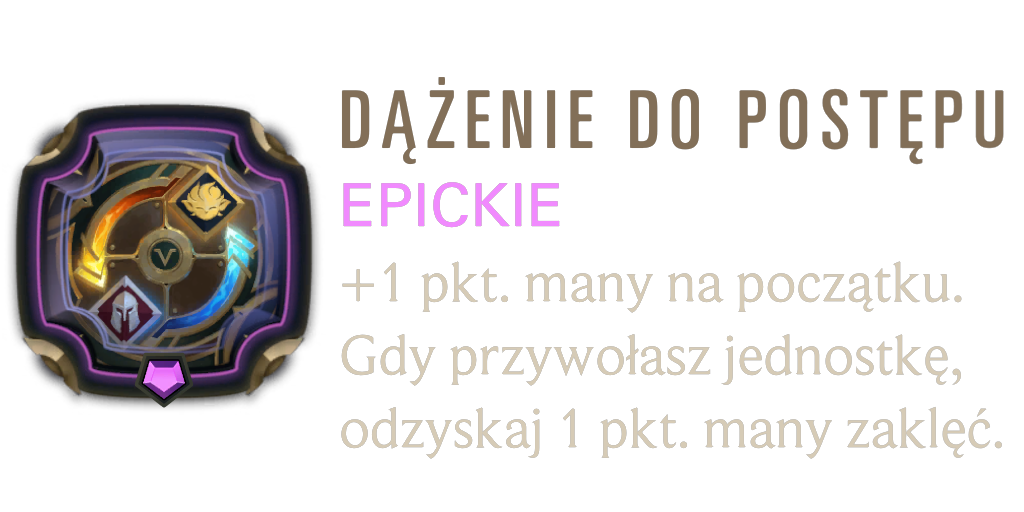 DĄŻENIE DO POSTĘPU
EPICKIE
+1 pkt. many na początku.
Gdy przywołasz jednostkę,
odzyskaj 1 pkt. many zaklęć.
V